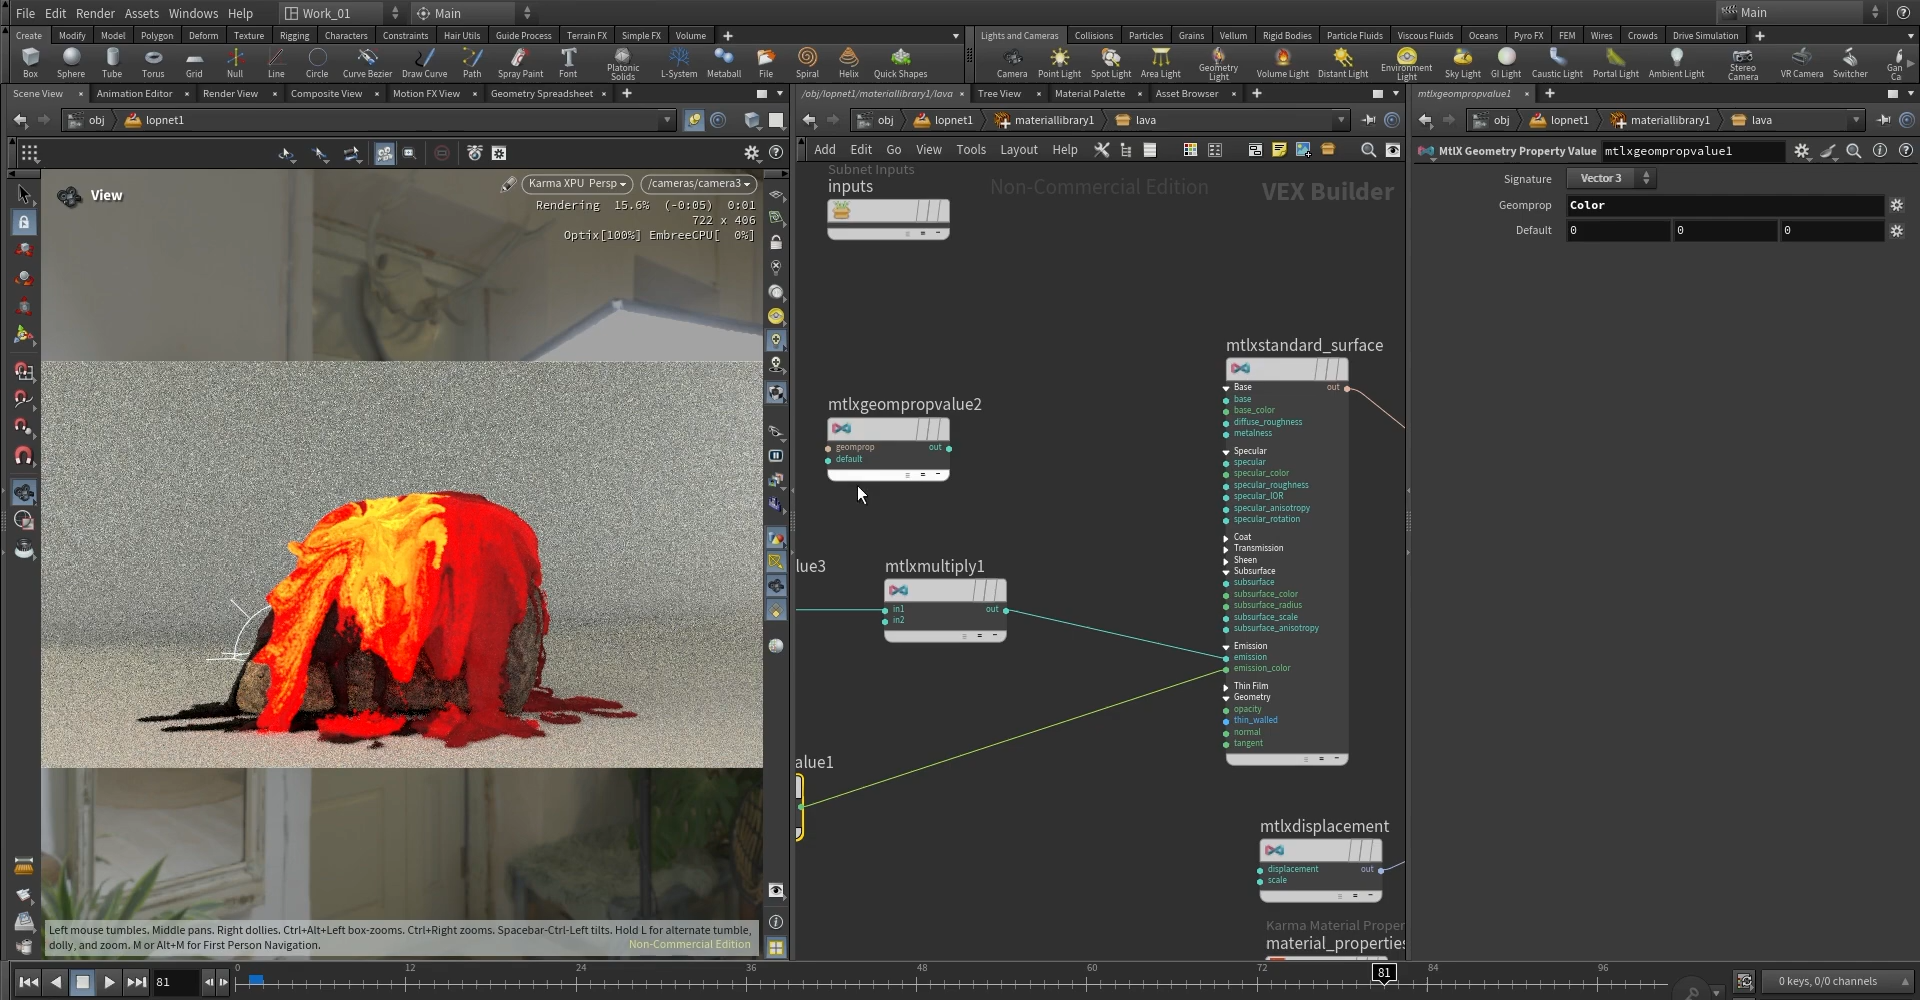 File Edit Render Assets Windows Help Work_01 Main Main
Create Modify Model Polygon Deform Texture Rigging Characters Constraints Hair Utils Guide Process Terrain FX Simple FX Volume
Lights and Cameras Collisions Particles Grains Vellum Rigid Bodies Particle Fluids Viscous Fluids Oceans Pyro FX FEM Wires Crowds Drive Simulation
Box Sphere Tube Torus Grid Null Line Circle Curve Bezier Draw Curve Path Spray Paint Font Platonic Solids L-System Metaball File Spiral Helix Quick Shapes
Camera Point Light Spot Light Area Light Geometry Light Volume Light Distant Light Environment Light Sky Light GI Light Caustic Light Portal Light Ambient Light Stereo Camera VR Camera Switcher Gan Ca
Scene View Animation Editor Render View Composite View Motion FX View Geometry Spreadsheet
/obj/lopnet1/materiallibrary1/lava Tree View Material Palette Asset Browser
mtlxgeompropvalue1
obj lopnet1
obj lopnet1 materiallibrary1 lava
obj lopnet1 materiallibrary1 lava
Add Edit Go View Tools Layout Help
MtlX Geometry Property Value mtlxgeompropvalue1
Signature Vector 3
Geomprop Color
Default 0 0 0
View
Karma XPU Persp /cameras/camera3
Rendering 15.6% (-0:05) 0:01
722 x 406
Optix[100%] EmbreeCPU[ 0%]
Subnet Inputs
inputs
Non-Commercial Edition
VEX Builder
mtlxgeompropvalue2
geomprop out
default
lue3
mtlxmultiply1
in1 out
in2
alue1
mtlxstandard_surface
Base out
base
base_color
diffuse_roughness
metalness
Specular
specular
specular_color
specular_roughness
specular_IOR
specular_anisotropy
specular_rotation
Coat
Transmission
Sheen
Subsurface
subsurface
subsurface_color
subsurface_radius
subsurface_scale
subsurface_anisotropy
Emission
emission
emission_color
Thin Film
Geometry
opacity
thin_walled
normal
tangent
mtlxdisplacement
displacement out
scale
Karma Material Proper
material_properties
Left mouse tumbles. Middle pans. Right dollies. Ctrl+Alt+Left box-zooms. Ctrl+Right zooms. Spacebar-Ctrl-Left tilts. Hold L for alternate tumble,
dolly, and zoom. M or Alt+M for First Person Navigation.
Non-Commercial Edition
81
0 12 24 36 48 60 72 81 84 96
0 keys, 0/0 channels